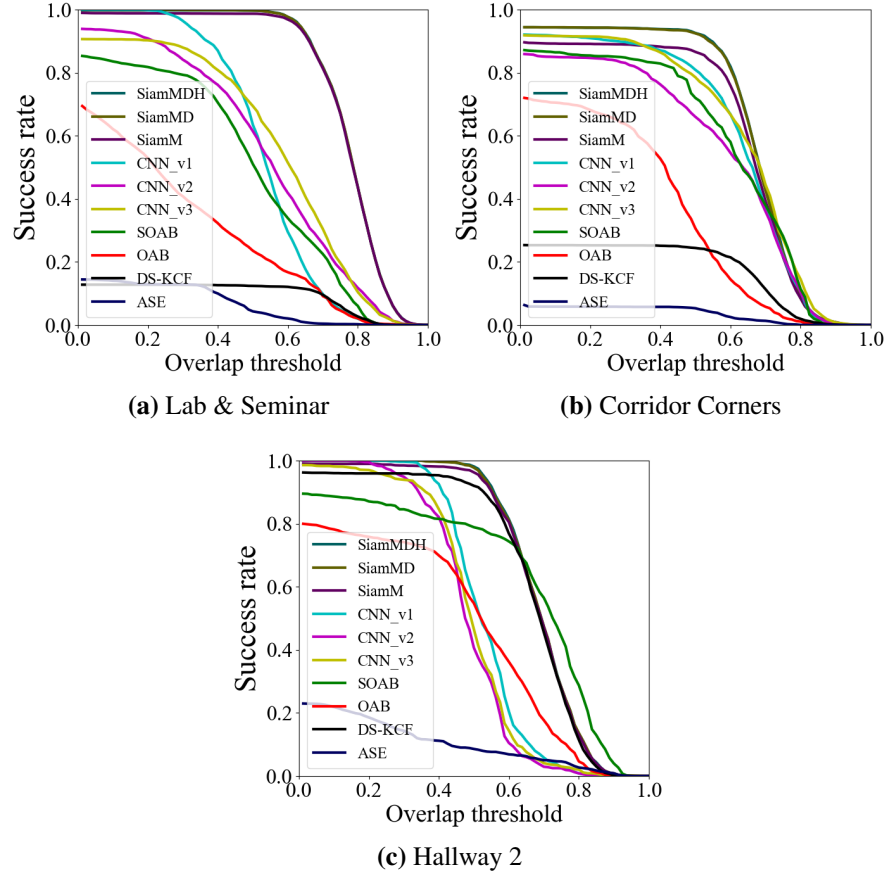 1.0
0.8
0.6
0.4
0.2
0.0
Success rate
SiamMDH
SiamMD
SiamM
CNN_v1
CNN_v2
CNN_v3
SOAB
OAB
DS-KCF
ASE
0.0 0.2 0.4 0.6 0.8 1.0
Overlap threshold
(a) Lab & Seminar
1.0
0.8
0.6
0.4
0.2
0.0
Success rate
SiamMDH
SiamMD
SiamM
CNN_v1
CNN_v2
CNN_v3
SOAB
OAB
DS-KCF
ASE
0.0 0.2 0.4 0.6 0.8 1.0
Overlap threshold
(b) Corridor Corners
1.0
0.8
0.6
0.4
0.2
0.0
Success rate
SiamMDH
SiamMD
SiamM
CNN_v1
CNN_v2
CNN_v3
SOAB
OAB
DS-KCF
ASE
0.0 0.2 0.4 0.6 0.8 1.0
Overlap threshold
(c) Hallway 2